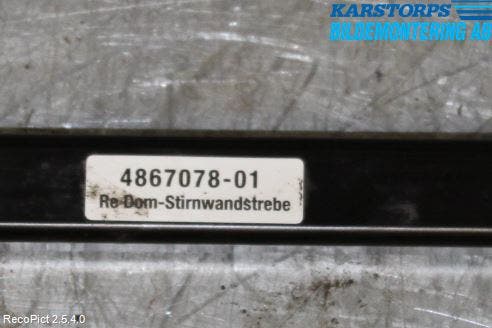 KARSTORPS
BILDEMONTERING AB
4867078-01
Re Dom-Stirnwandstrebe
RecoPict 2.5.4.0